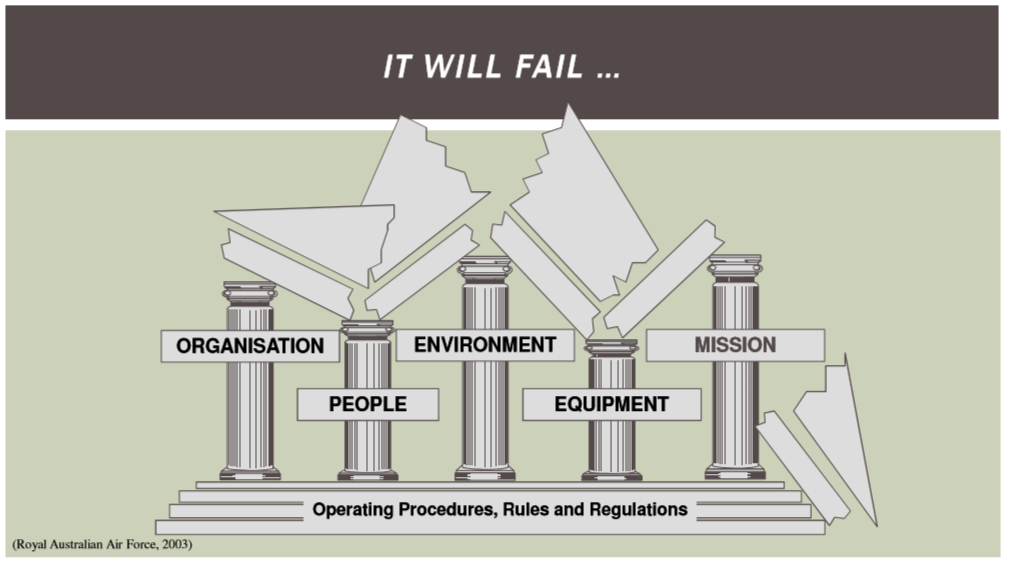 IT WILL FAIL ...
ORGANISATION
ENVIRONMENT
MISSION
PEOPLE
EQUIPMENT
Operating Procedures, Rules and Regulations
(Royal Australian Air Force, 2003)